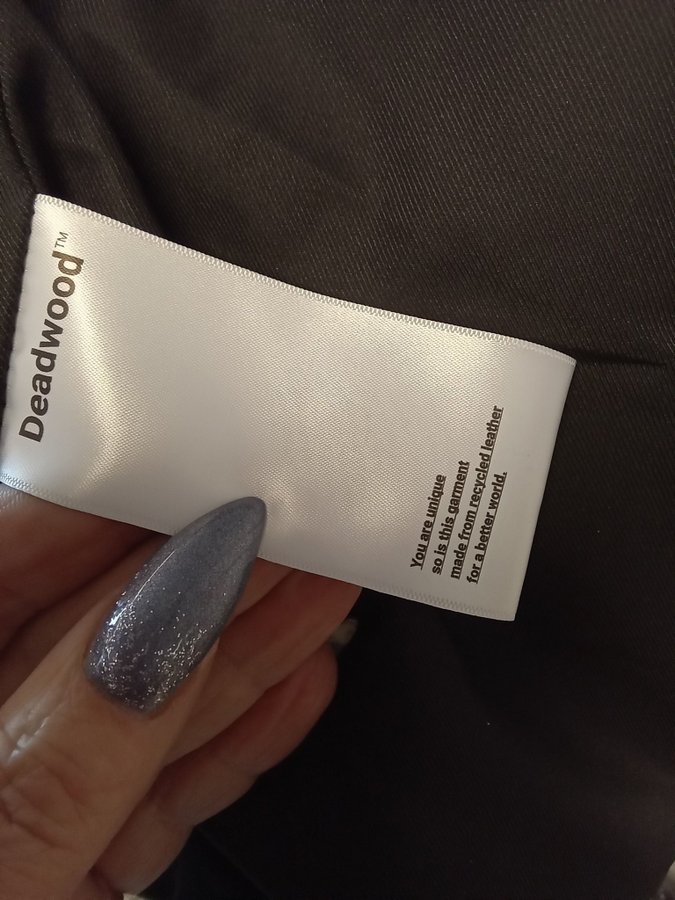 Deadwood™
You are unique
so is this garment
made from recycled leather
for a better world.